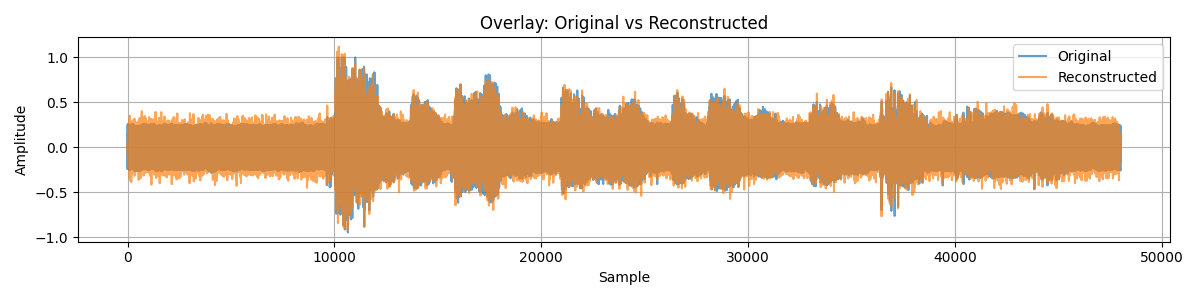 Overlay: Original vs Reconstructed
Original
Reconstructed
1.0
0.5
0.0
−0.5
−1.0
Amplitude
0 10000 20000 30000 40000 50000
Sample